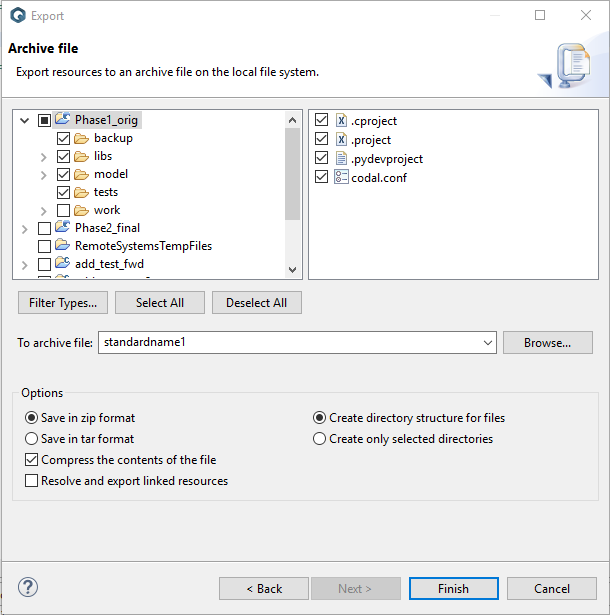 Export
Archive file
Export resources to an archive file on the local file system.
Phase1_orig
backup
libs
model
tests
work
Phase2_final
RemoteSystemsTempFiles
add_test_fwd
.cproject
.project
.pydevproject
codal.conf
Filter Types...
Select All
Deselect All
To archive file:
standardname1
Browse...
Options
Save in zip format
Create directory structure for files
Save in tar format
Create only selected directories
Compress the contents of the file
Resolve and export linked resources
?
< Back
Next >
Finish
Cancel